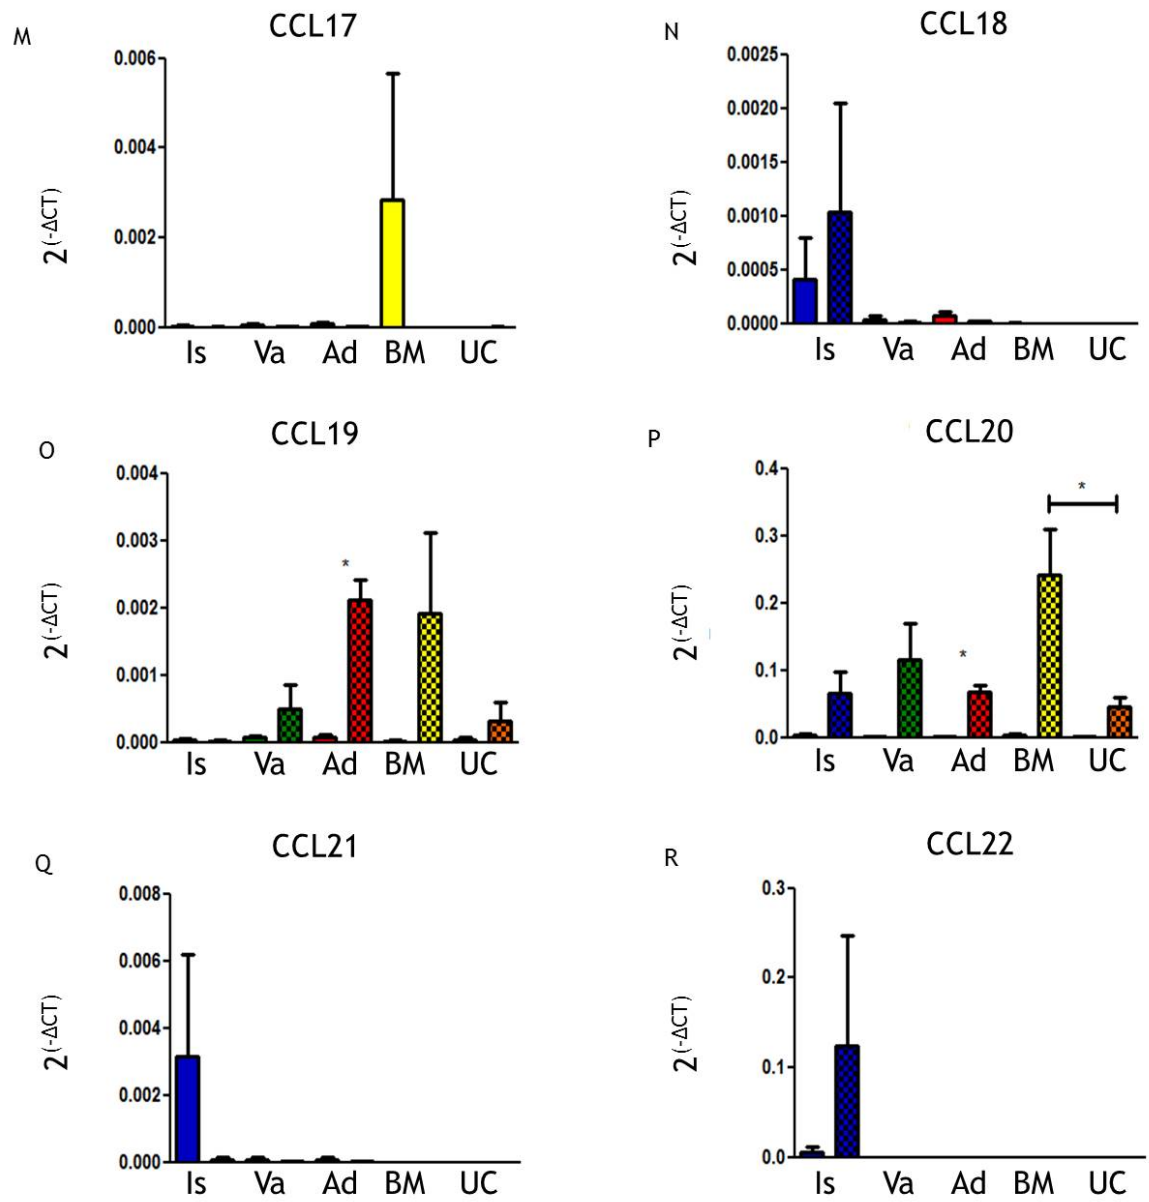 M
CCL17
0.006
0.004
0.002
0.000
2(-ΔCT)
Is Va Ad BM UC
N
CCL18
0.0025
0.0020
0.0015
0.0010
0.0005
0.0000
2(-ΔCT)
Is Va Ad BM UC
O
CCL19
0.004
0.003
0.002
0.001
0.000
2(-ΔCT)
*
Is Va Ad BM UC
P
CCL20
0.4
0.3
0.2
0.1
0.0
2(-ΔCT)
*
*
Is Va Ad BM UC
Q
CCL21
0.008
0.006
0.004
0.002
0.000
2(-ΔCT)
Is Va Ad BM UC
R
CCL22
0.3
0.2
0.1
0.0
2(-ΔCT)
Is Va Ad BM UC